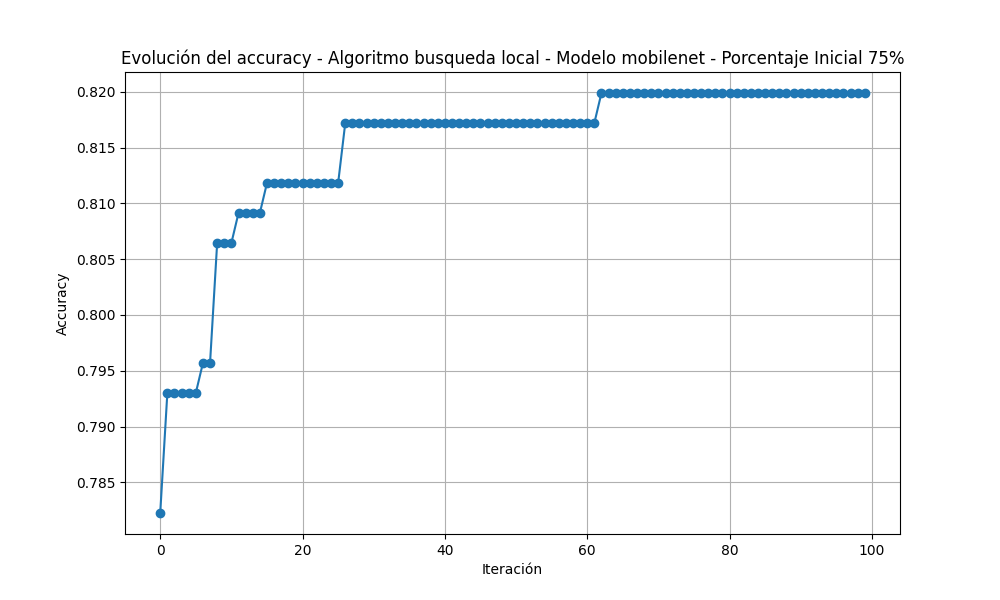 Evolución del accuracy - Algoritmo busqueda local - Modelo mobilenet - Porcentaje Inicial 75%
0.820
0.815
0.810
0.805
0.800
0.795
0.790
0.785
Accuracy
0 20 40 60 80 100
Iteración